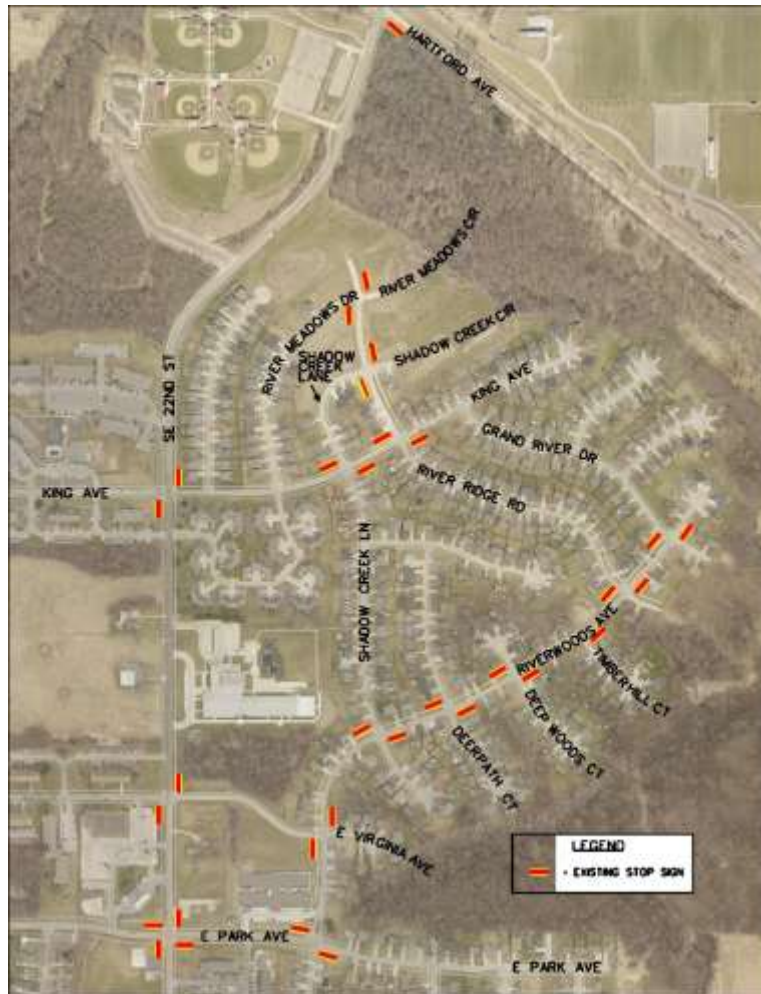 HARTFORD AVE
RIVER MEADOWS CIR
RIVER MEADOWS DR
SHADOW
CREEK
LANE
SHADOW CREEK CIR
KING AVE
SE 22ND ST
GRAND RIVER DR
RIVER RIDGE RD
KING AVE
SHADOW CREEK LN
RIVERWOODS AVE
TIMBERHILL CT
DEEP WOODS CT
DEERPATH CT
E VIRGINIA AVE
LEGEND
- EXISTING STOP SIGN
E PARK AVE
E PARK AVE